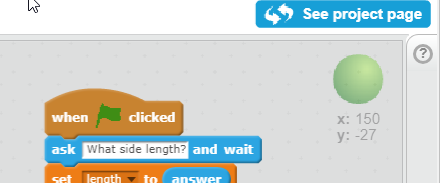 See project page
?
when clicked
ask What side length? and wait
x: 150
y: -27
set length to answer